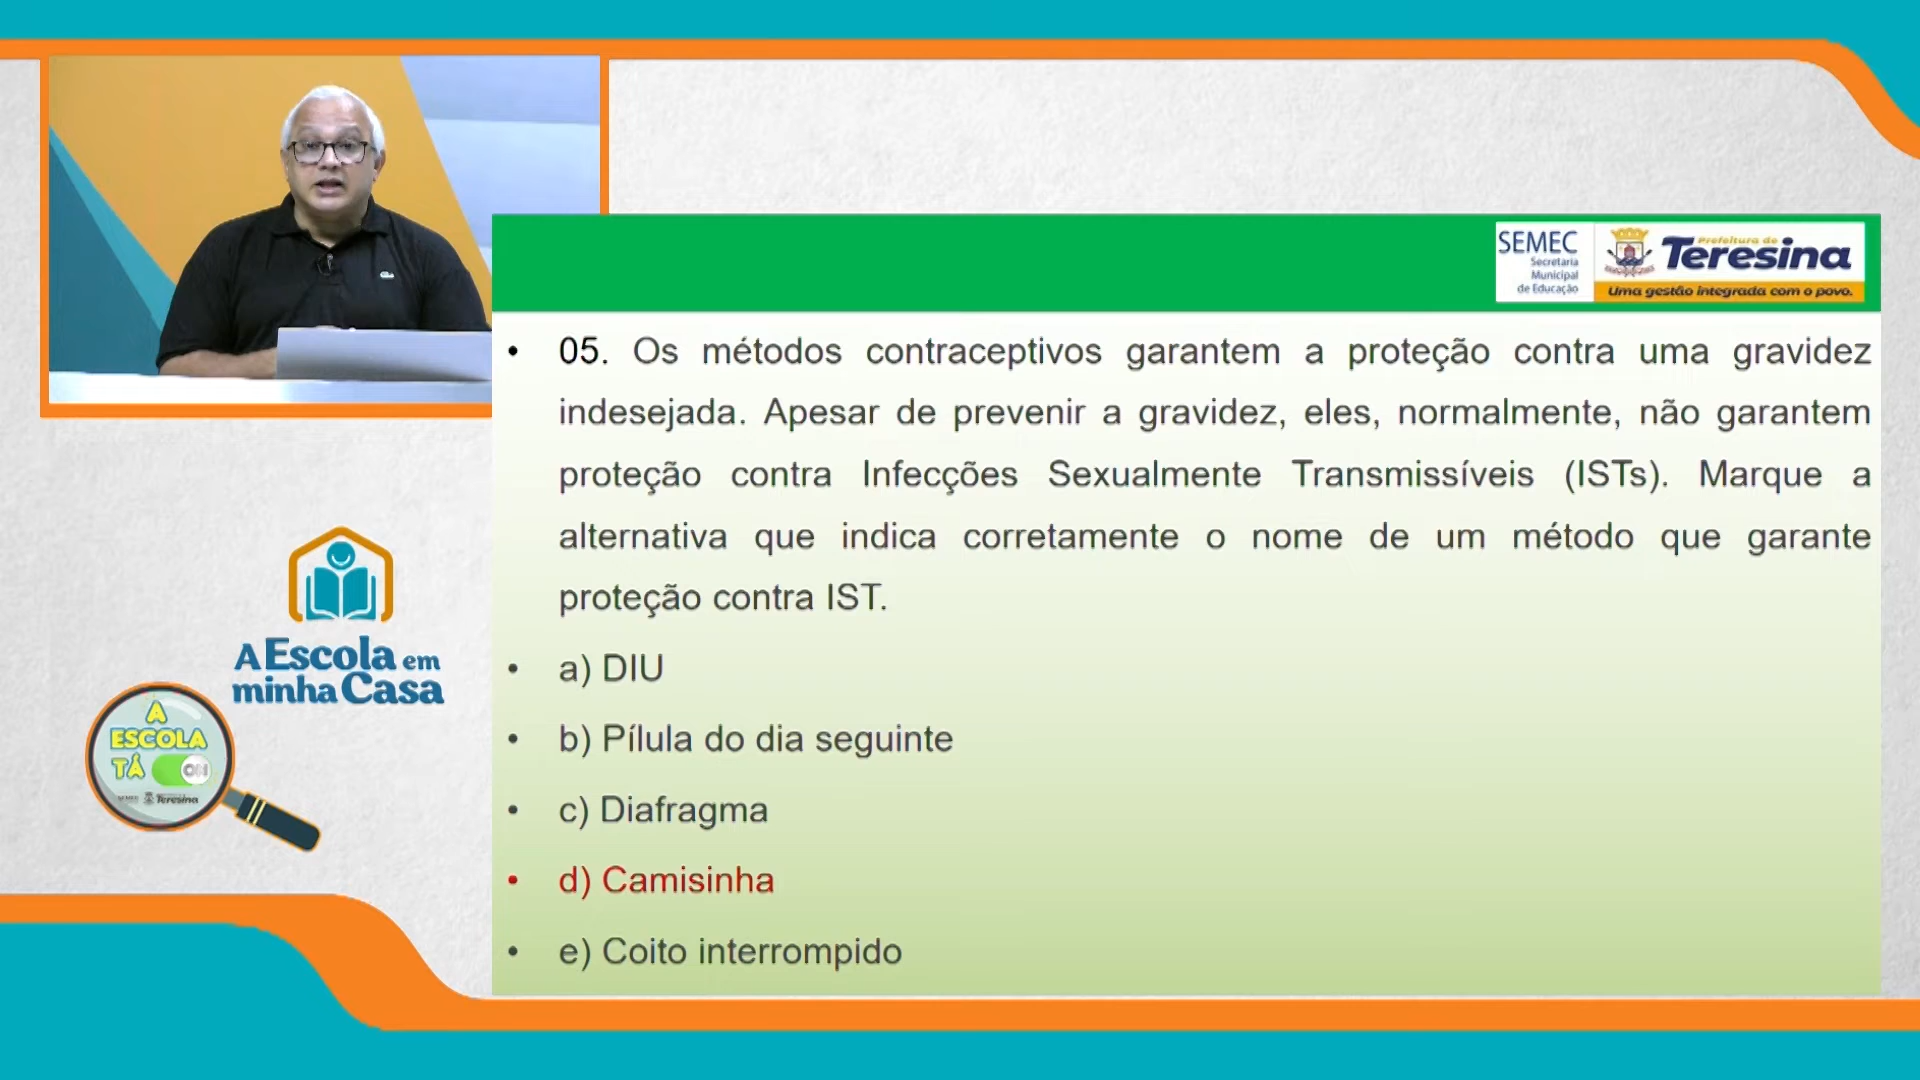 SEMEC
Secretaria
Municipal
de Educação
Prefeitura de
Teresina
Uma gestão integrada com o povo.
• 05. Os métodos contraceptivos garantem a proteção contra uma gravidez
indesejada. Apesar de prevenir a gravidez, eles, normalmente, não garantem
proteção contra Infecções Sexualmente Transmissíveis (ISTs). Marque a
alternativa que indica corretamente o nome de um método que garante
proteção contra IST.
• a) DIU
• b) Pílula do dia seguinte
• c) Diafragma
• d) Camisinha
• e) Coito interrompido
A Escola em
minha Casa
A
ESCOLA
TÁ ON
SEMEC Teresina